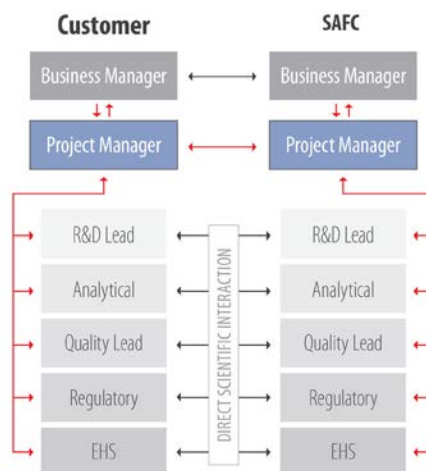 Customer
SAFC
Business Manager
Business Manager
Project Manager
Project Manager
R&D Lead
R&D Lead
Analytical
Analytical
Quality Lead
Quality Lead
Regulatory
Regulatory
EHS
EHS
DIRECT SCIENTIFIC INTERACTION